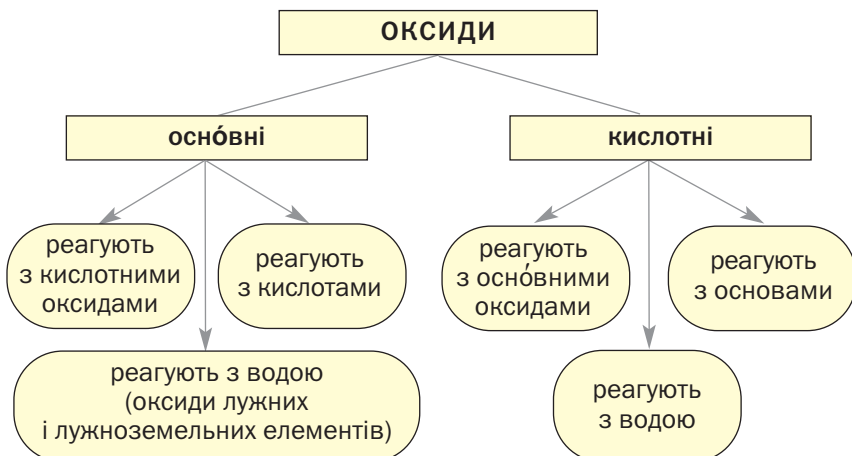 ОКСИДИ
осно́вні
кислотні
реагують
з кислотними
оксидами
реагують
з кислотами
реагують
з осно́вними
оксидами
реагують
з основами
реагують з водою
(оксиди лужних
і лужноземельних елементів)
реагують
з водою